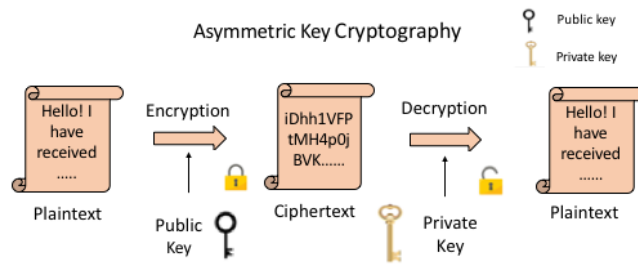 Asymmetric Key Cryptography
Public key
Private key
Hello! I
have
received
.....
Plaintext
Encryption
Public
Key
iDhh1VFP
tMH4p0j
BVK......
Ciphertext
Decryption
Private
Key
Hello! I
have
received
.....
Plaintext